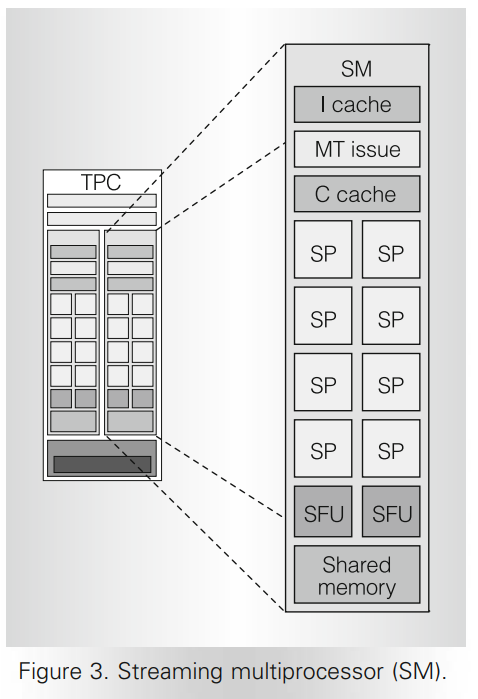 TPC
SM
I cache
MT issue
C cache
SP SP
SP SP
SP SP
SP SP
SFU SFU
Shared
memory
Figure 3. Streaming multiprocessor (SM).